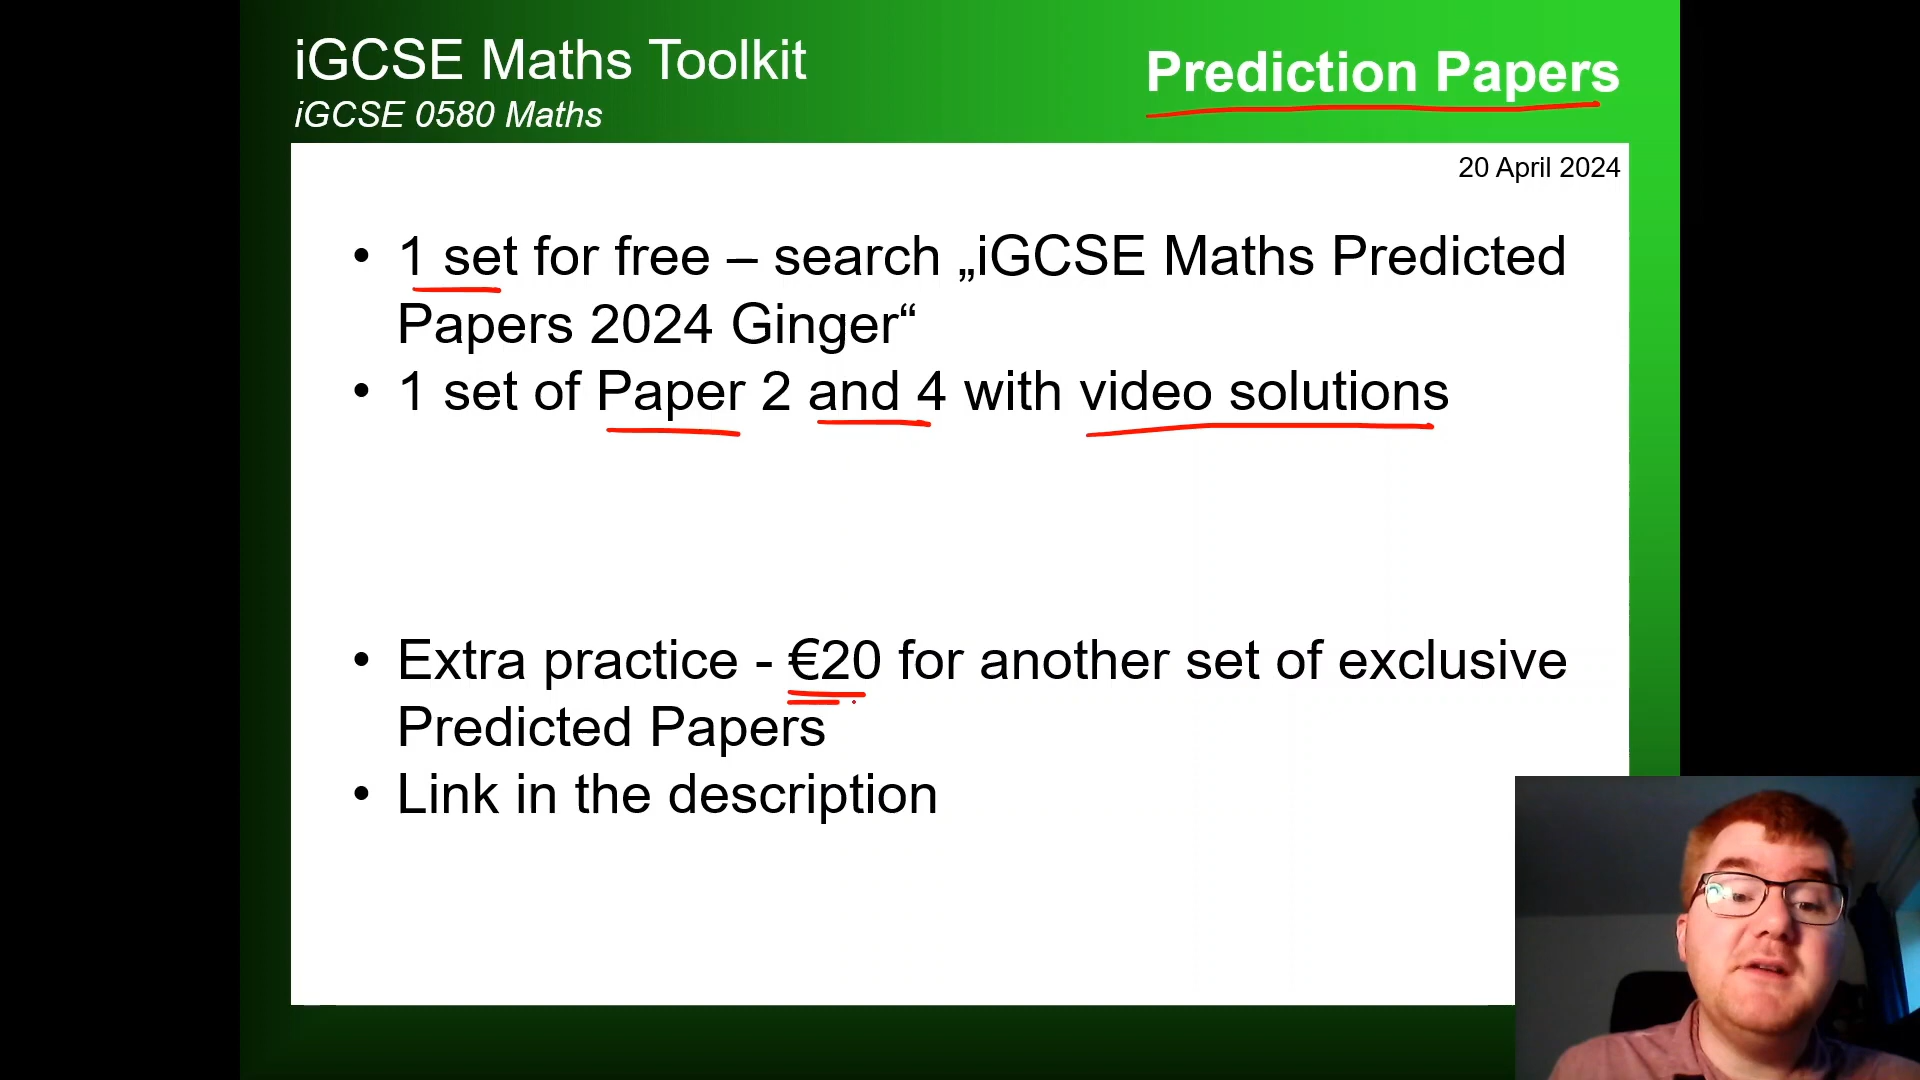 iGCSE Maths Toolkit
iGCSE 0580 Maths
Prediction Papers
20 April 2024
• 1 set for free – search „iGCSE Maths Predicted
Papers 2024 Ginger“
• 1 set of Paper 2 and 4 with video solutions
• Extra practice - €20 for another set of exclusive
Predicted Papers
• Link in the description